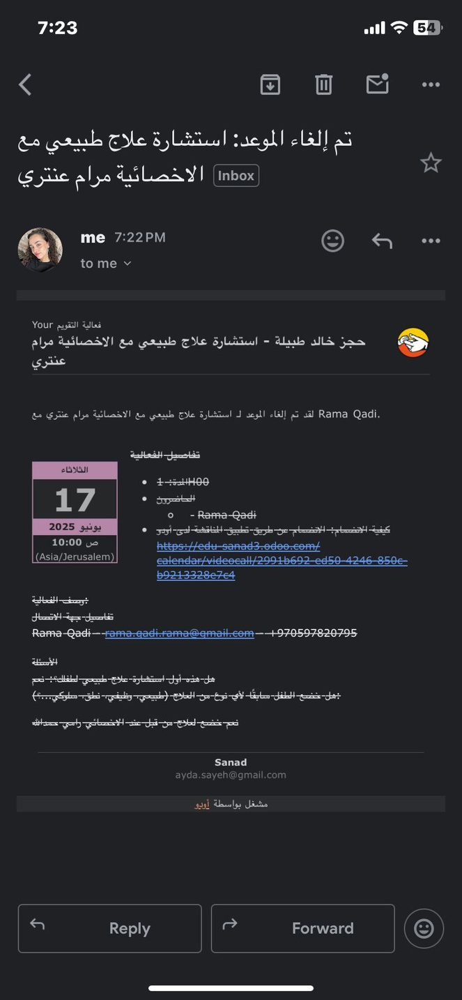 7:23
54
تم إلغاء الموعد: استشارة علاج طبيعي مع
الاخصائية مرام عنتري Inbox
me 7:22 PM
to me
Your فعالية التقويم
حجز خالد طبيلة - استشارة علاج طبيعي مع الاخصائية مرام
عنتري
لقد تم إلغاء الموعد لـ استشارة علاج طبيعي مع الاخصائية مرام عنتري مع Rama Qadi.
تفاصيل الفعالية
الثلاثاء
17
يونيو 2025
10:00 ص
(Asia/Jerusalem)
المدة: 1H00
الحاضرون
- Rama Qadi
كيفية الانضمام: الانضمام عن طريق تطبيق المناقشة لدى أودو
https://edu-sanad3.odoo.com/
calendar/videocall/2991b692-ed50-4246-850c-
b9213328e7c4
وصف الفعالية:
تفاصيل جهة الاتصال
Rama Qadi - rama.qadi.rama@gmail.com - +970597820795
الأسئلة
هل هذه أول استشارة علاج طبيعي لطفلك؟: نعم
هل خضع الطفل سابقًا لأي نوع من العلاج (طبيعي، وظيفي، نطق، سلوكي...؟):
نعم خضع لعلاج من قبل عند الاخصائي رامي حمدالله
Sanad
ayda.sayeh@gmail.com
مشغل بواسطة أودو
Reply
Forward